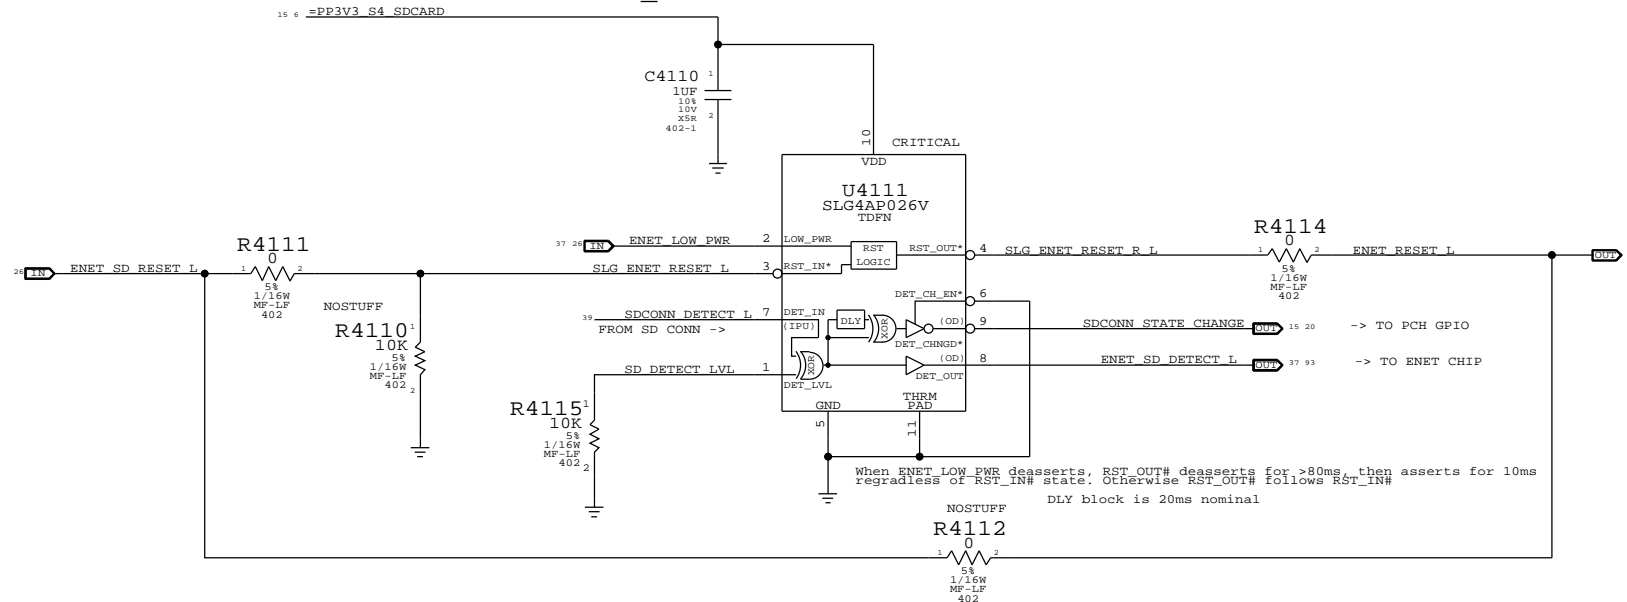 15 6 =PP3V3_S4_SDCARD
C4110 1
1UF
10%
10V
X5R
402-1
2
10
CRITICAL
VDD
U4111
SLG4AP026V
TDFN
R4111
0
1 2
5%
1/16W
MF-LF
402
26 IN ENET_SD_RESET_L
37 26 IN ENET_LOW_PWR 2 LOW_PWR
SLG_ENET_RESET_L 3 RST_IN*
RST
LOGIC
RST_OUT* 4 SLG_ENET_RESET_R_L
R4114
0
1 2
5%
1/16W
MF-LF
402
ENET_RESET_L
OUT
NOSTUFF
R4110 1
10K
5%
1/16W
MF-LF
402
2
39 SDCONN_DETECT_L 7 DET_IN
(IPU)
FROM SD CONN ->
DLY
XOR
DET_CH_EN* 6
(OD) 9 SDCONN_STATE_CHANGE OUT 15 20 -> TO PCH GPIO
DET_CHNGD*
XOR
(OD) 8 ENET_SD_DETECT_L OUT 37 93 -> TO ENET CHIP
DET_OUT
SD_DETECT_LVL 1
DET_LVL
R4115 1
10K
5%
1/16W
MF-LF
402
2
GND
THRM
PAD
5
11
When ENET_LOW_PWR deasserts, RST_OUT# deasserts for >80ms, then asserts for 10ms
regradless of RST_IN# state. Otherwise RST_OUT# follows RST_IN#
DLY block is 20ms nominal
NOSTUFF
R4112
0
1 2
5%
1/16W
MF-LF
402